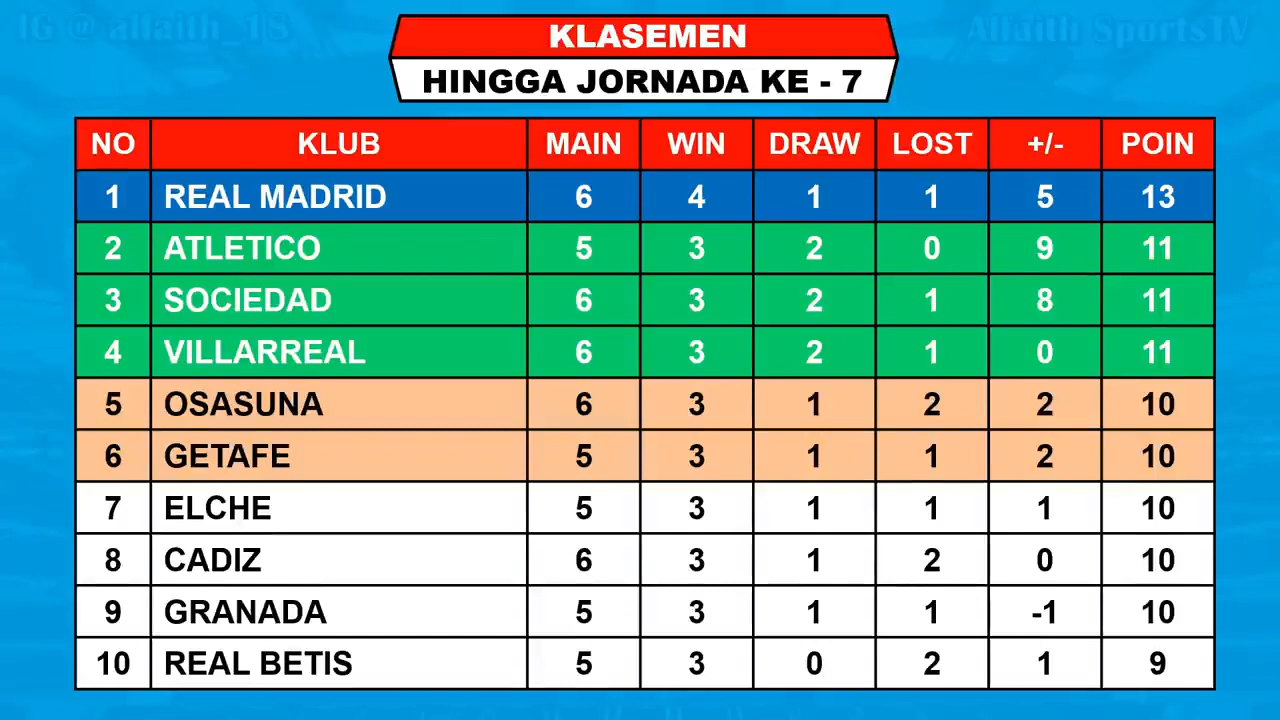 IG @ alfaith_18
Alfaith SportsTV
KLASEMEN
HINGGA JORNADA KE - 7
NO KLUB MAIN WIN DRAW LOST +/- POIN
1 REAL MADRID 6 4 1 1 5 13
2 ATLETICO 5 3 2 0 9 11
3 SOCIEDAD 6 3 2 1 8 11
4 VILLARREAL 6 3 2 1 0 11
5 OSASUNA 6 3 1 2 2 10
6 GETAFE 5 3 1 1 2 10
7 ELCHE 5 3 1 1 1 10
8 CADIZ 6 3 1 2 0 10
9 GRANADA 5 3 1 1 -1 10
10 REAL BETIS 5 3 0 2 1 9